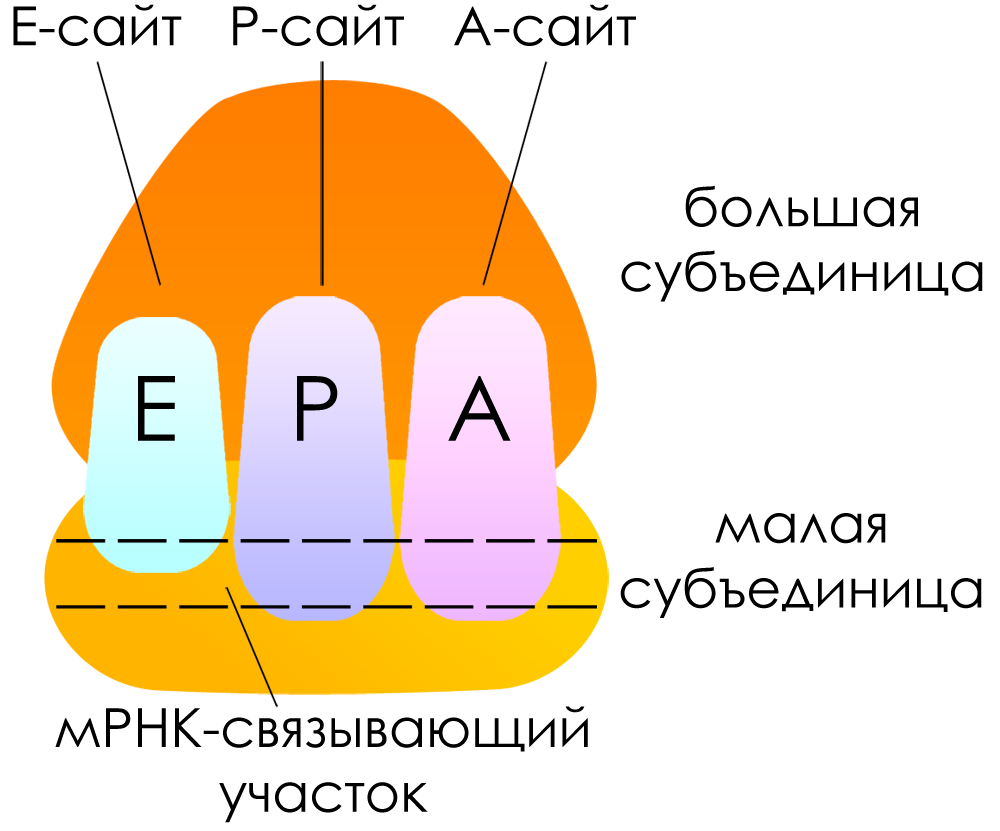 Е-сайт Р-сайт А-сайт
большая
субъединица
Е Р А
малая
субъединица
мРНК-связывающий
участок